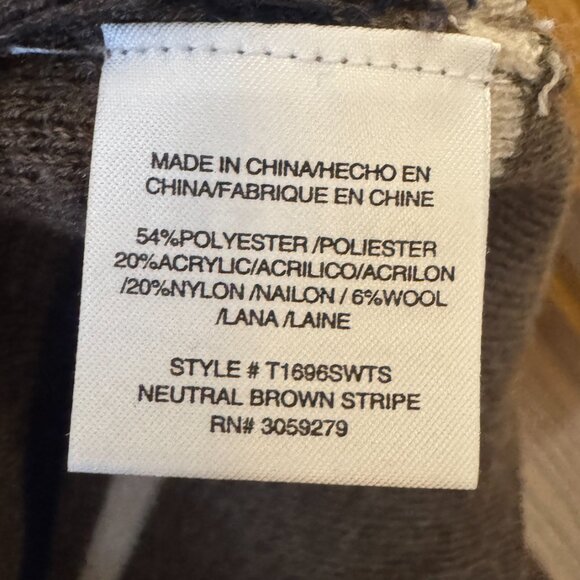 MADE IN CHINA/HECHO EN
CHINA/FABRIQUE EN CHINE
54%POLYESTER /POLIESTER
20%ACRYLIC/ACRILICO/ACRILON
/20%NYLON /NAILON / 6%WOOL
/LANA /LAINE
STYLE # T1696SWTS
NEUTRAL BROWN STRIPE
RN# 3059279